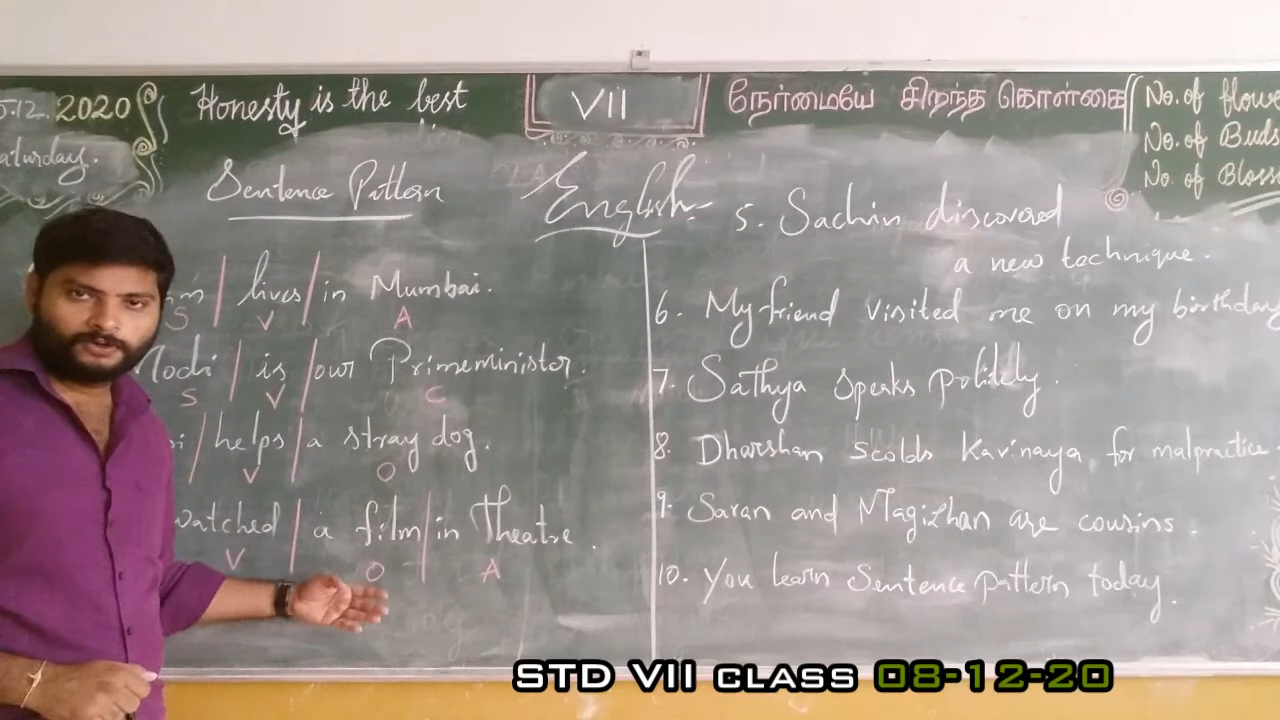 12.2020
Honesty is the best
VII
நேர்மையே சிறந்த கொள்கை
No. of flowe
No. of Buds
No. of Bloss
aturday.
Sentence Pattern
English
lives in Mumbai.
S V A
Modi is our Primeminister.
S V C
helps a stray dog.
V O
watched a film in Theatre.
V O A
5. Sachin discovered
a new technique.
6. My friend visited me on my birthday
7. Sathya speaks politely.
8. Dharshan scolds Kavinaya for malpractice.
9. Saran and Magizhan are cousins.
10. You learn Sentence pattern today.
STD VII CLASS 08-12-20